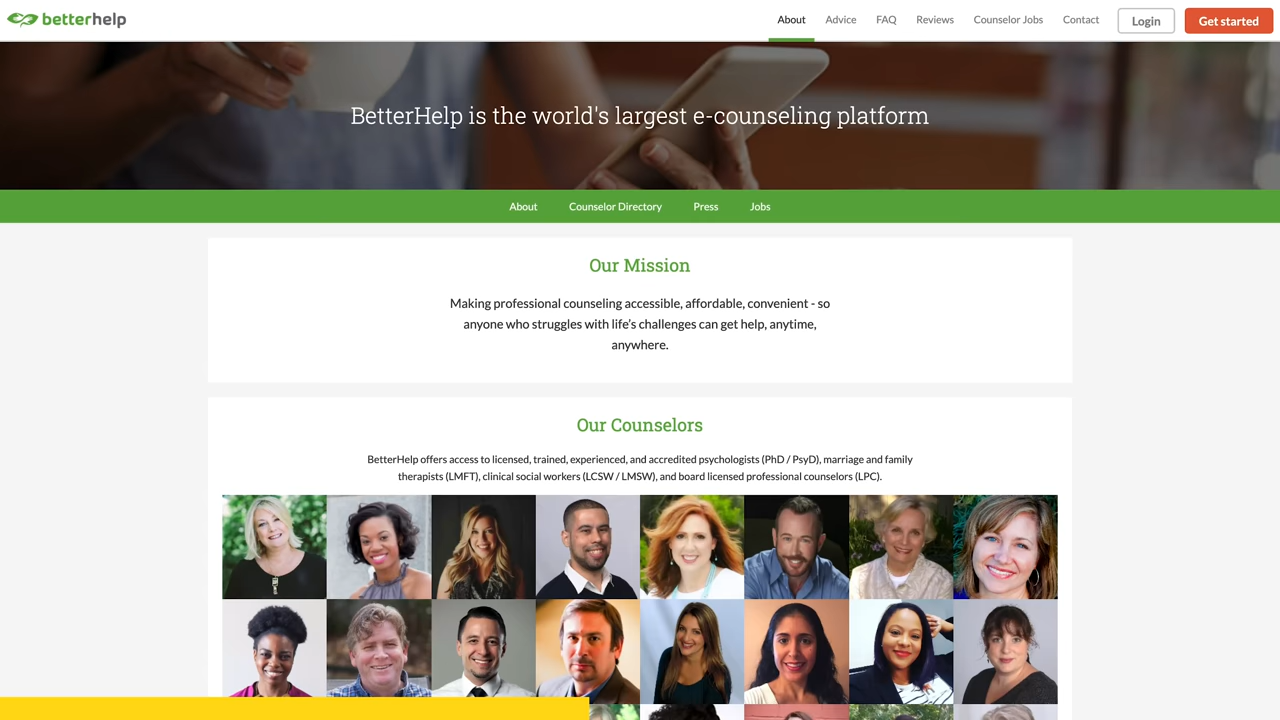 betterhelp
About Advice FAQ Reviews Counselor Jobs Contact Login Get started
BetterHelp is the world's largest e-counseling platform
About Counselor Directory Press Jobs
Our Mission
Making professional counseling accessible, affordable, convenient - so
anyone who struggles with life's challenges can get help, anytime,
anywhere.
Our Counselors
BetterHelp offers access to licensed, trained, experienced, and accredited psychologists (PhD / PsyD), marriage and family
therapists (LMFT), clinical social workers (LCSW / LMSW), and board licensed professional counselors (LPC).